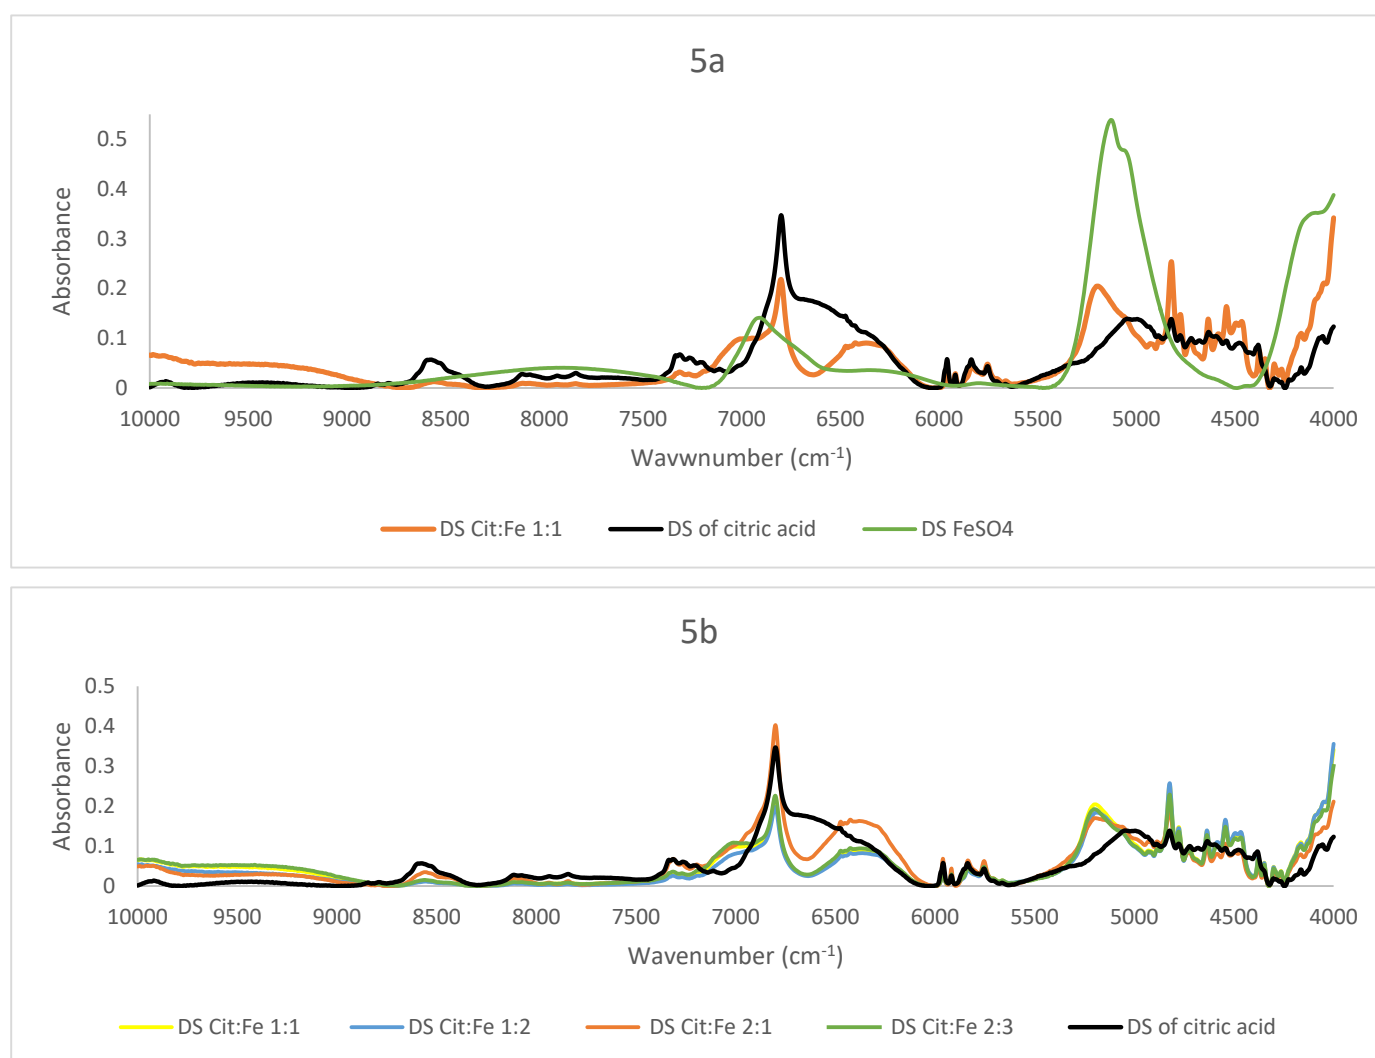 5a
0.5
0.4
0.3
0.2
0.1
0
Absorbance
10000 9500 9000 8500 8000 7500 7000 6500 6000 5500 5000 4500 4000
Wavwnumber (cm-1)
DS Cit:Fe 1:1 DS of citric acid DS FeSO4
5b
0.5
0.4
0.3
0.2
0.1
0
Absorbance
10000 9500 9000 8500 8000 7500 7000 6500 6000 5500 5000 4500 4000
Wavenumber (cm-1)
DS Cit:Fe 1:1 DS Cit:Fe 1:2 DS Cit:Fe 2:1 DS Cit:Fe 2:3 DS of citric acid